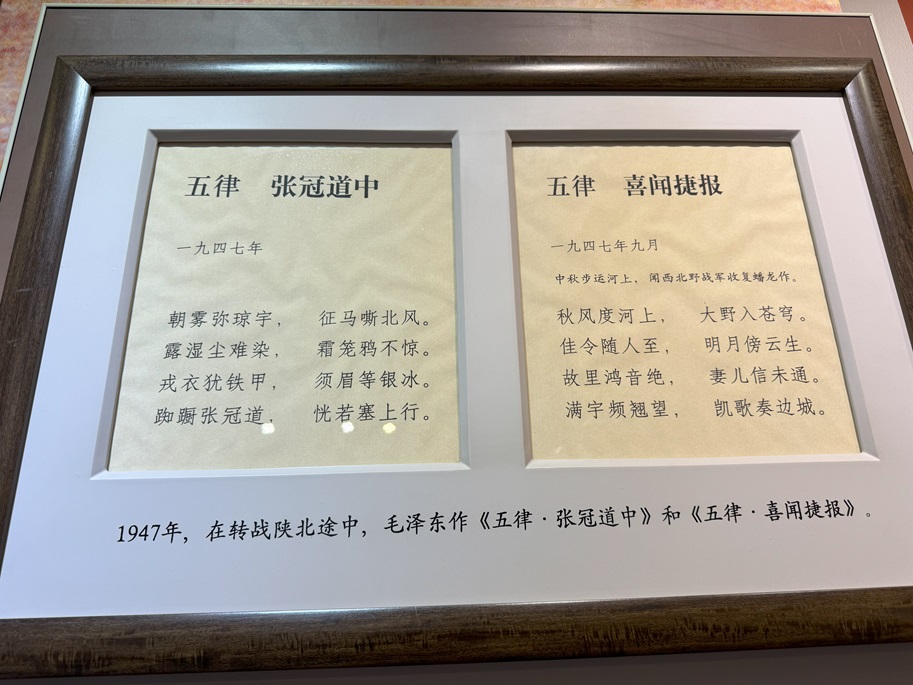 五律　张冠道中
一九四七年
朝雾弥琼宇，　征马嘶北风。
露湿尘难染，　霜笼鸦不惊。
戎衣犹铁甲，　须眉等银冰。
踟蹰张冠道，　恍若塞上行。
五律　喜闻捷报
一九四七年九月
中秋步运河上，闻西北野战军收复蟠龙作。
秋风度河上，　大野入苍穹。
佳令随人至，　明月傍云生。
故里鸿音绝，　妻儿信未通。
满宇频翘望，　凯歌奏边城。
1947年，在转战陕北途中，毛泽东作《五律·张冠道中》和《五律·喜闻捷报》。